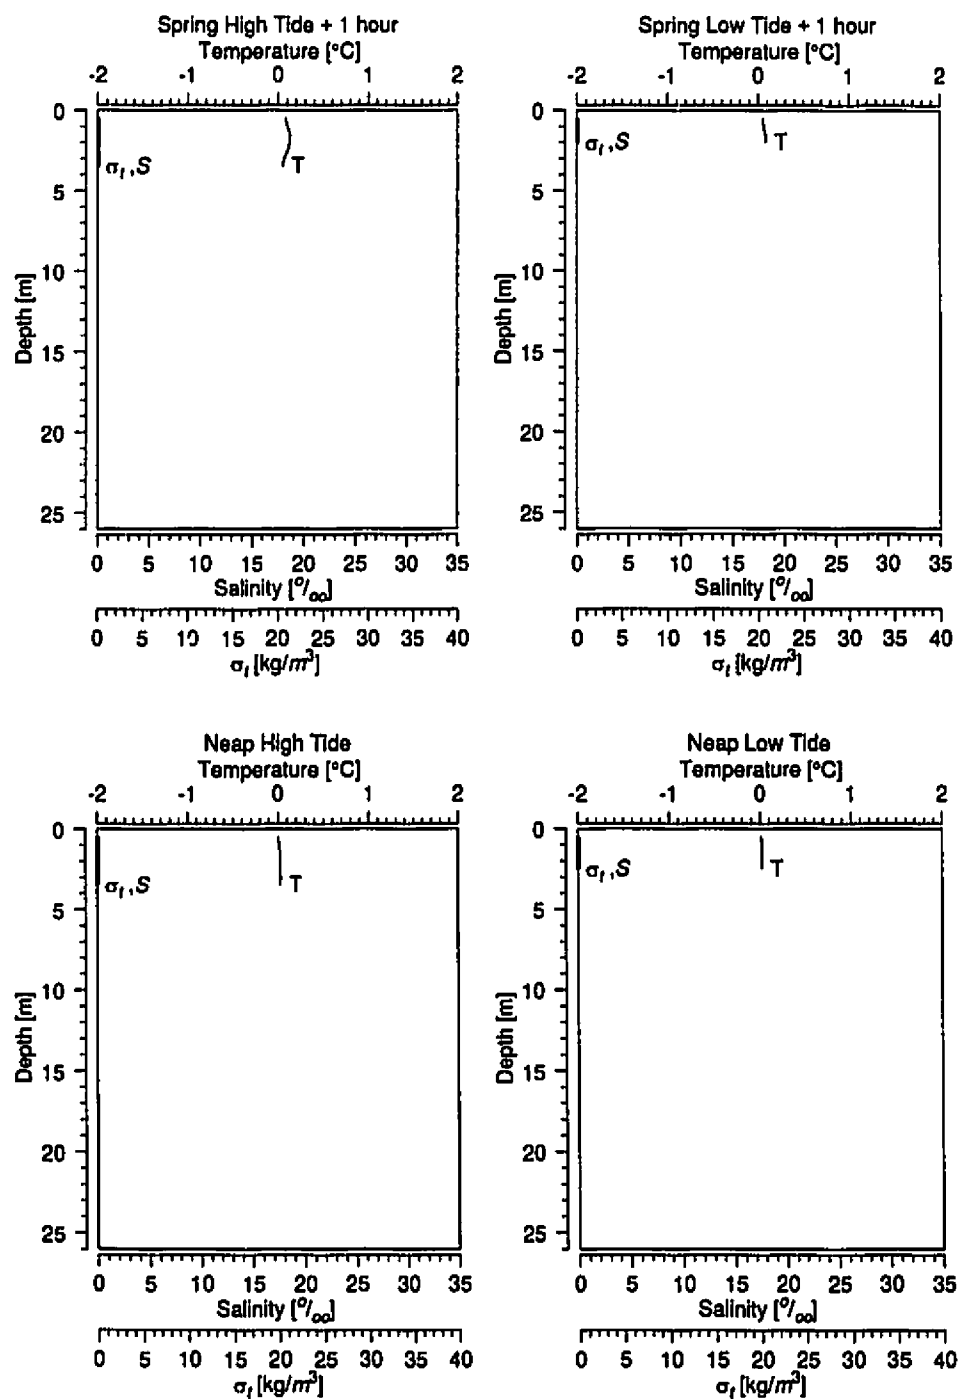 Spring High Tide + 1 hour
Temperature [°C]
-2 -1 0 1 2
0
σt ,S T
5
10
Depth [m]
15
20
25
0 5 10 15 20 25 30 35
Salinity [o/oo]
0 5 10 15 20 25 30 35 40
σt [kg/m³]
Spring Low Tide + 1 hour
Temperature [°C]
-2 -1 0 1 2
0
σt ,S T
5
10
Depth [m]
15
20
25
0 5 10 15 20 25 30 35
Salinity [o/oo]
0 5 10 15 20 25 30 35 40
σt [kg/m³]
Neap High Tide
Temperature [°C]
-2 -1 0 1 2
0
σt ,S T
5
10
Depth [m]
15
20
25
0 5 10 15 20 25 30 35
Salinity [o/oo]
0 5 10 15 20 25 30 35 40
σt [kg/m³]
Neap Low Tide
Temperature [°C]
-2 -1 0 1 2
0
σt ,S T
5
10
Depth [m]
15
20
25
0 5 10 15 20 25 30 35
Salinity [o/oo]
0 5 10 15 20 25 30 35 40
σt [kg/m³]